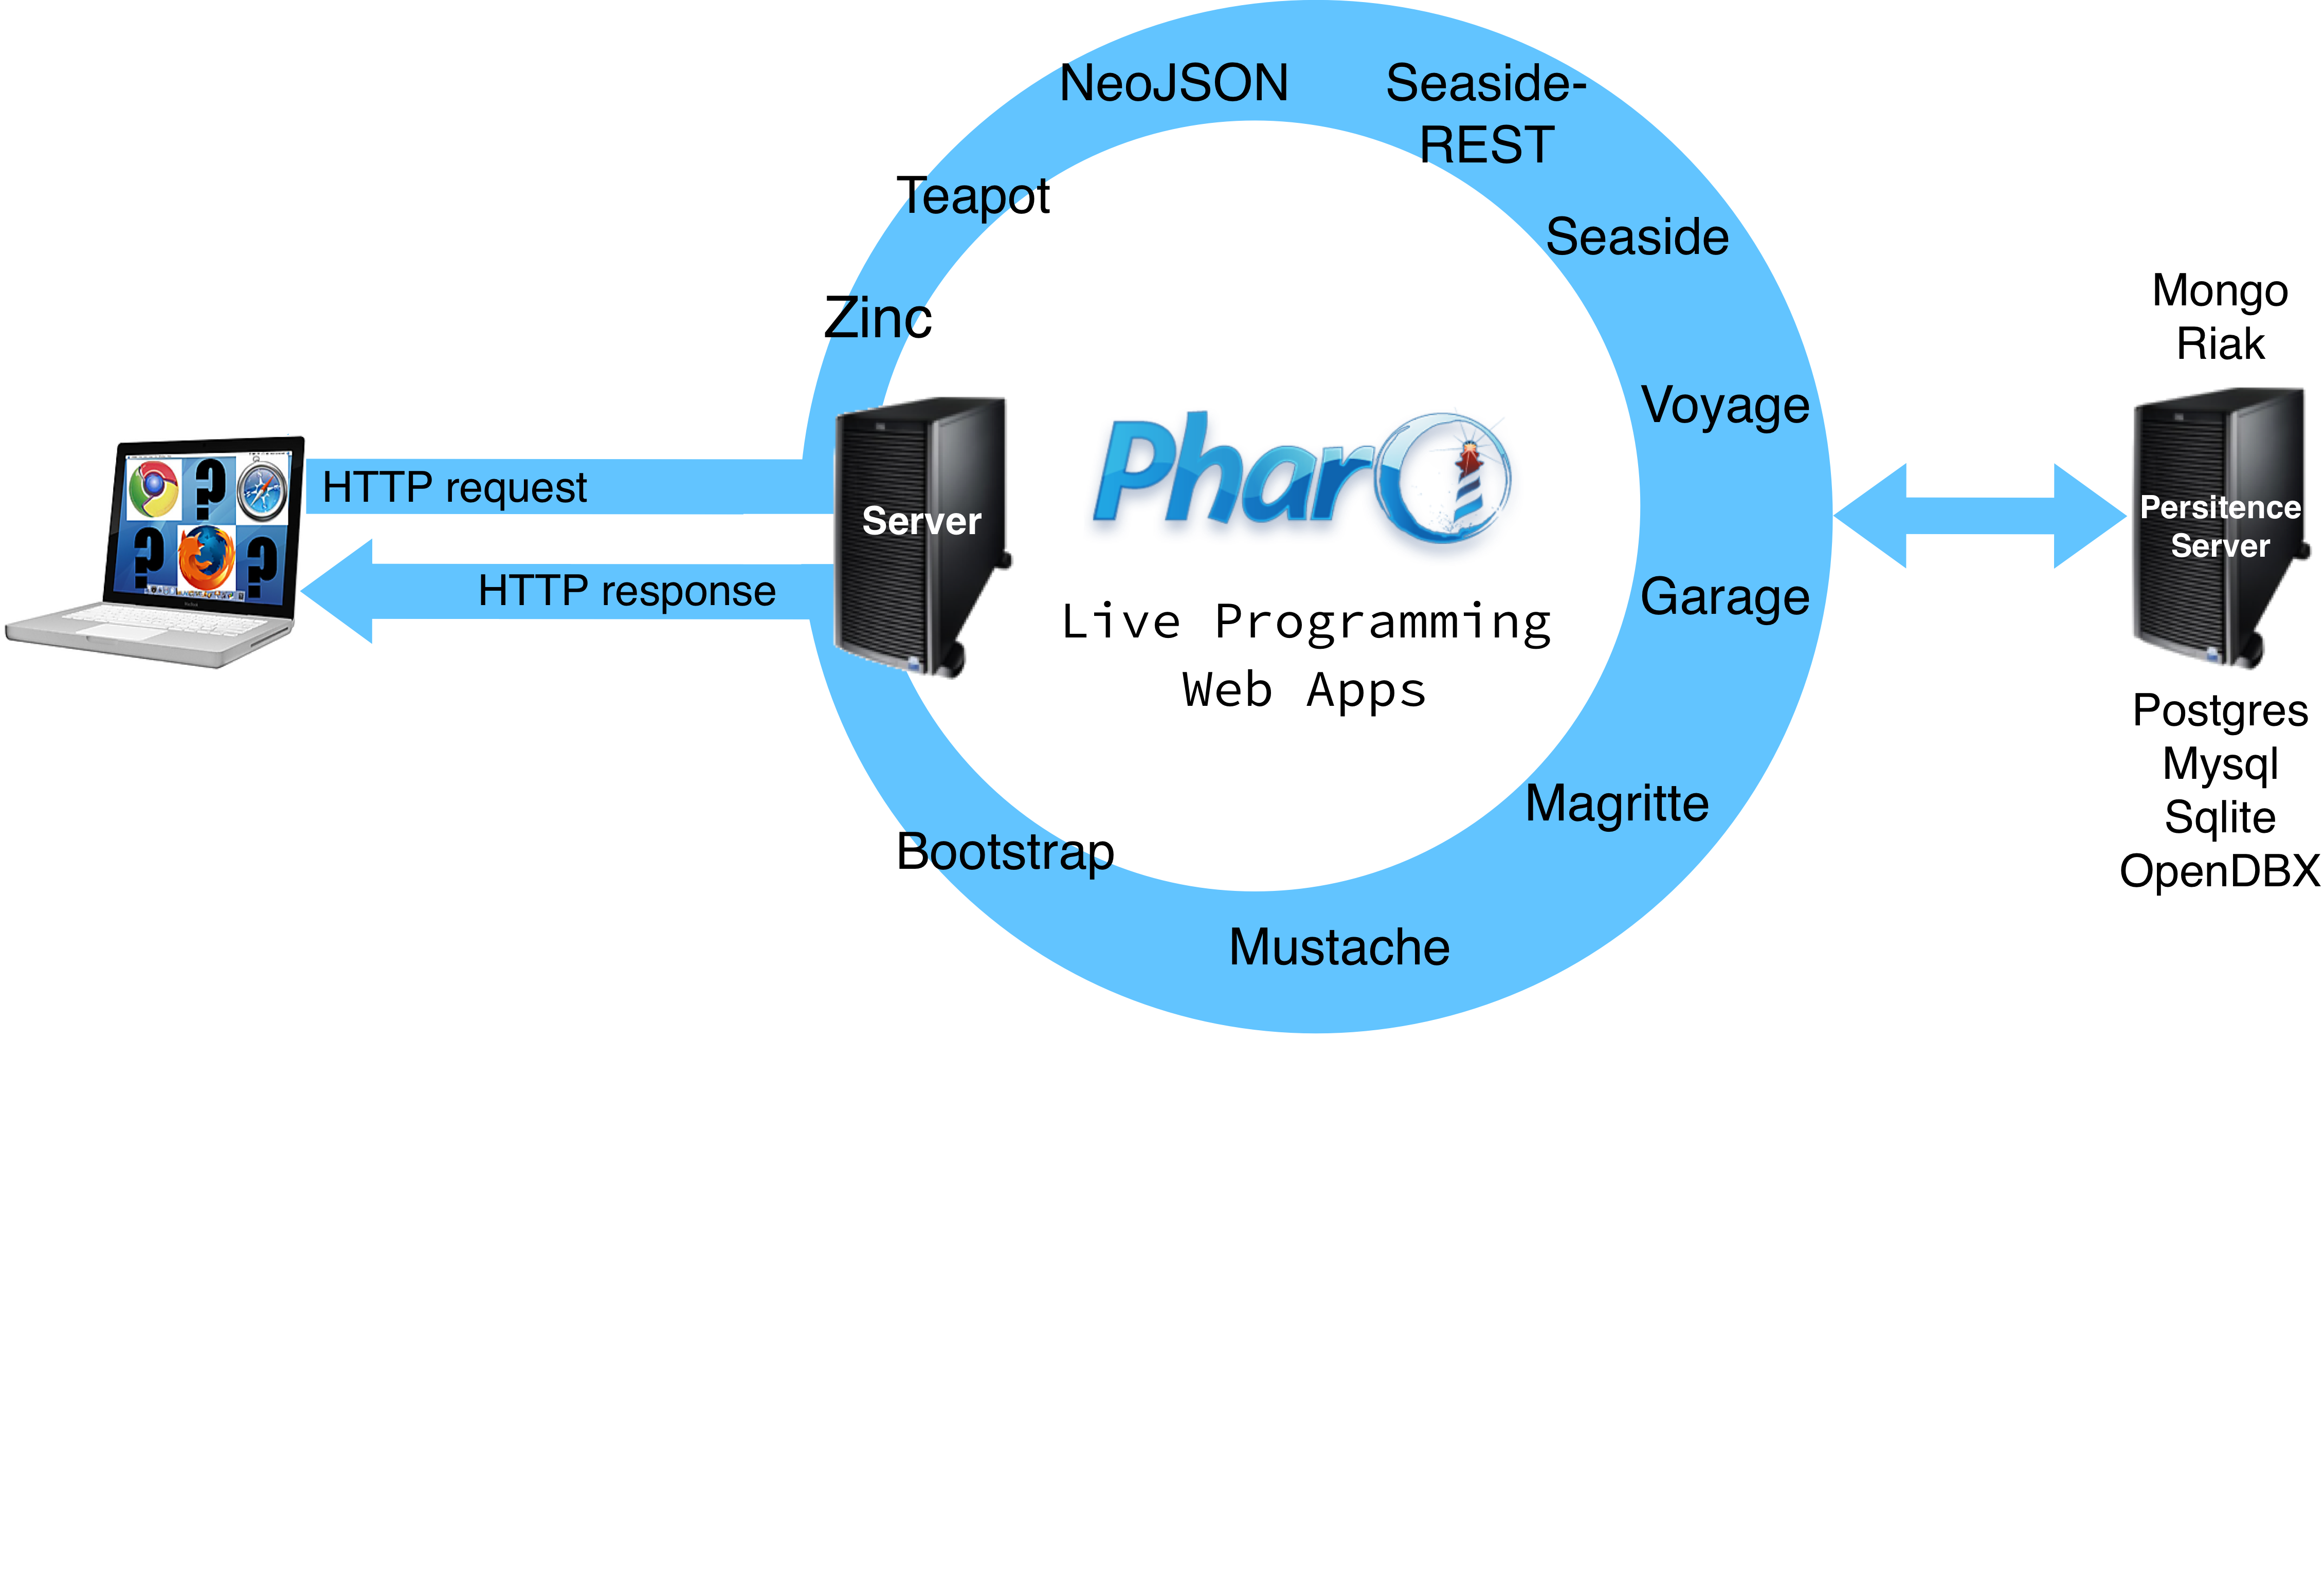 NeoJSON
Seaside-
REST
Teapot
Seaside
Zinc
Voyage
Pharo
HTTP request
Server
HTTP response
Live Programming
Web Apps
Garage
Magritte
Bootstrap
Mustache
Mongo
Riak
Persitence
Server
Postgres
Mysql
Sqlite
OpenDBX